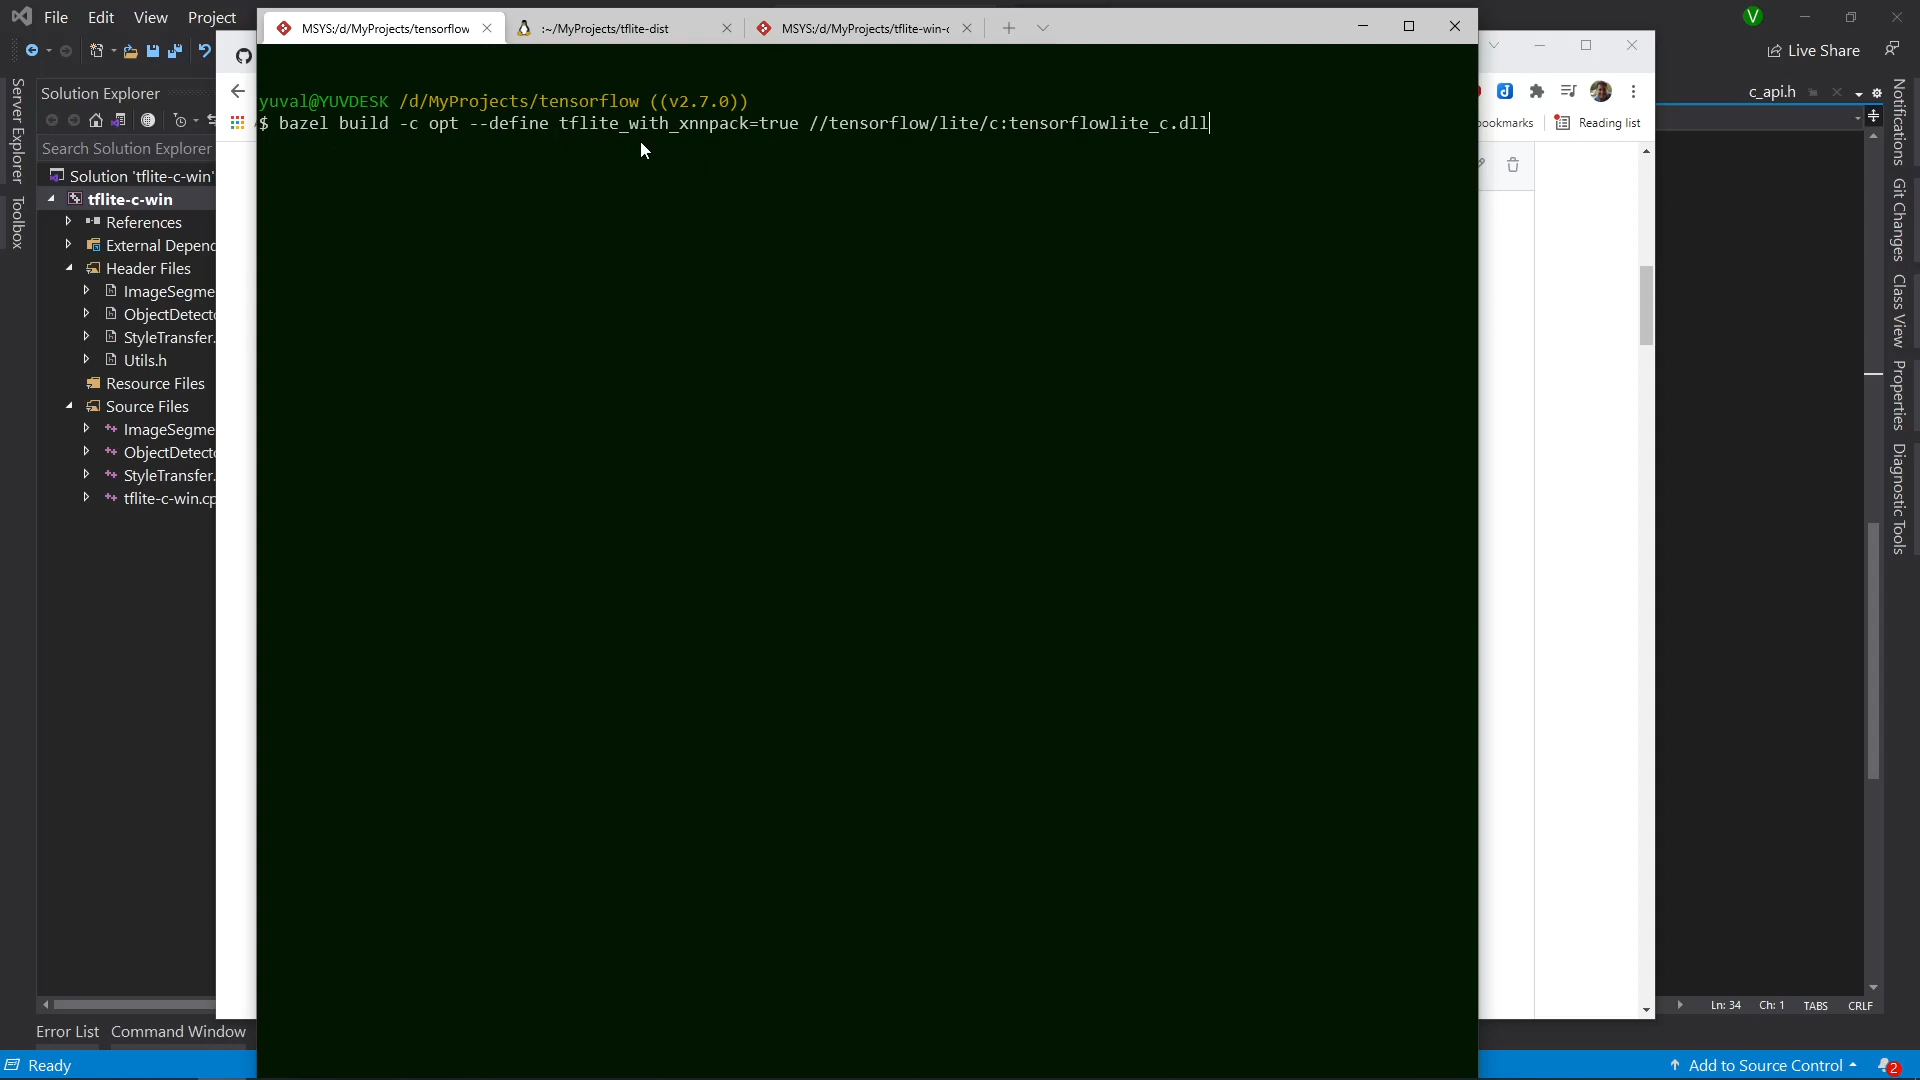 File Edit View Project
MSYS:/d/MyProjects/tensorflow
:~/MyProjects/tflite-dist
MSYS:/d/MyProjects/tflite-win-c
V
Live Share
Solution Explorer
Search Solution Explorer
Solution 'tflite-c-win'
tflite-c-win
References
External Depend
Header Files
ImageSegme
ObjectDetecto
StyleTransfer.
Utils.h
Resource Files
Source Files
ImageSegme
ObjectDetecto
StyleTransfer.
tflite-c-win.cp
Server Explorer
Toolbox
yuval@YUVDESK /d/MyProjects/tensorflow ((v2.7.0))
$ bazel build -c opt --define tflite_with_xnnpack=true //tensorflow/lite/c:tensorflowlite_c.dll
c_api.h
bookmarks
Reading list
Notifications
Git Changes
Class View
Properties
Diagnostic Tools
Ln: 34 Ch: 1 TABS CRLF
Error List Command Window
Ready
Add to Source Control
2